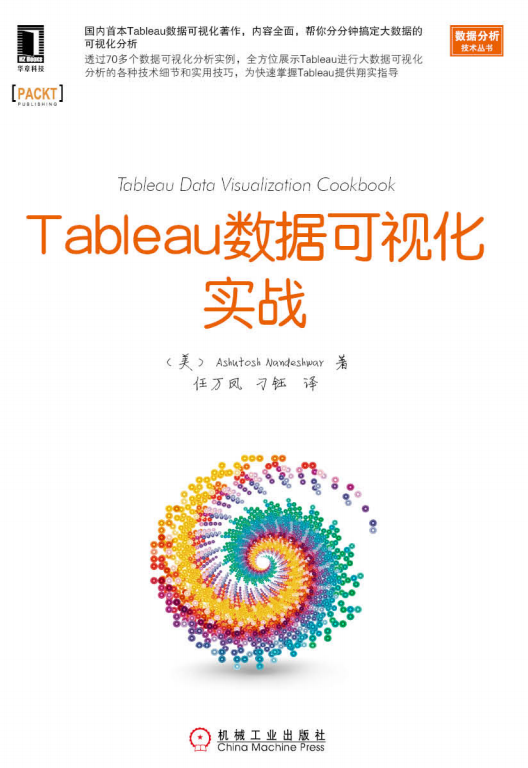 HZ Books
华章科技
[PACKT]
PUBLISHING
国内首本Tableau数据可视化著作，内容全面，帮你分分钟搞定大数据的
可视化分析
透过70多个数据可视化分析实例，全方位展示Tableau进行大数据可视化
分析的各种技术细节和实用技巧，为快速掌握Tableau提供翔实指导
数据分析
技术丛书
Tableau Data Visualization Cookbook
Tableau数据可视化
实战
（美） Ashutosh Nandeshwar 著
任万凤 刁钰 译
机械工业出版社
China Machine Press